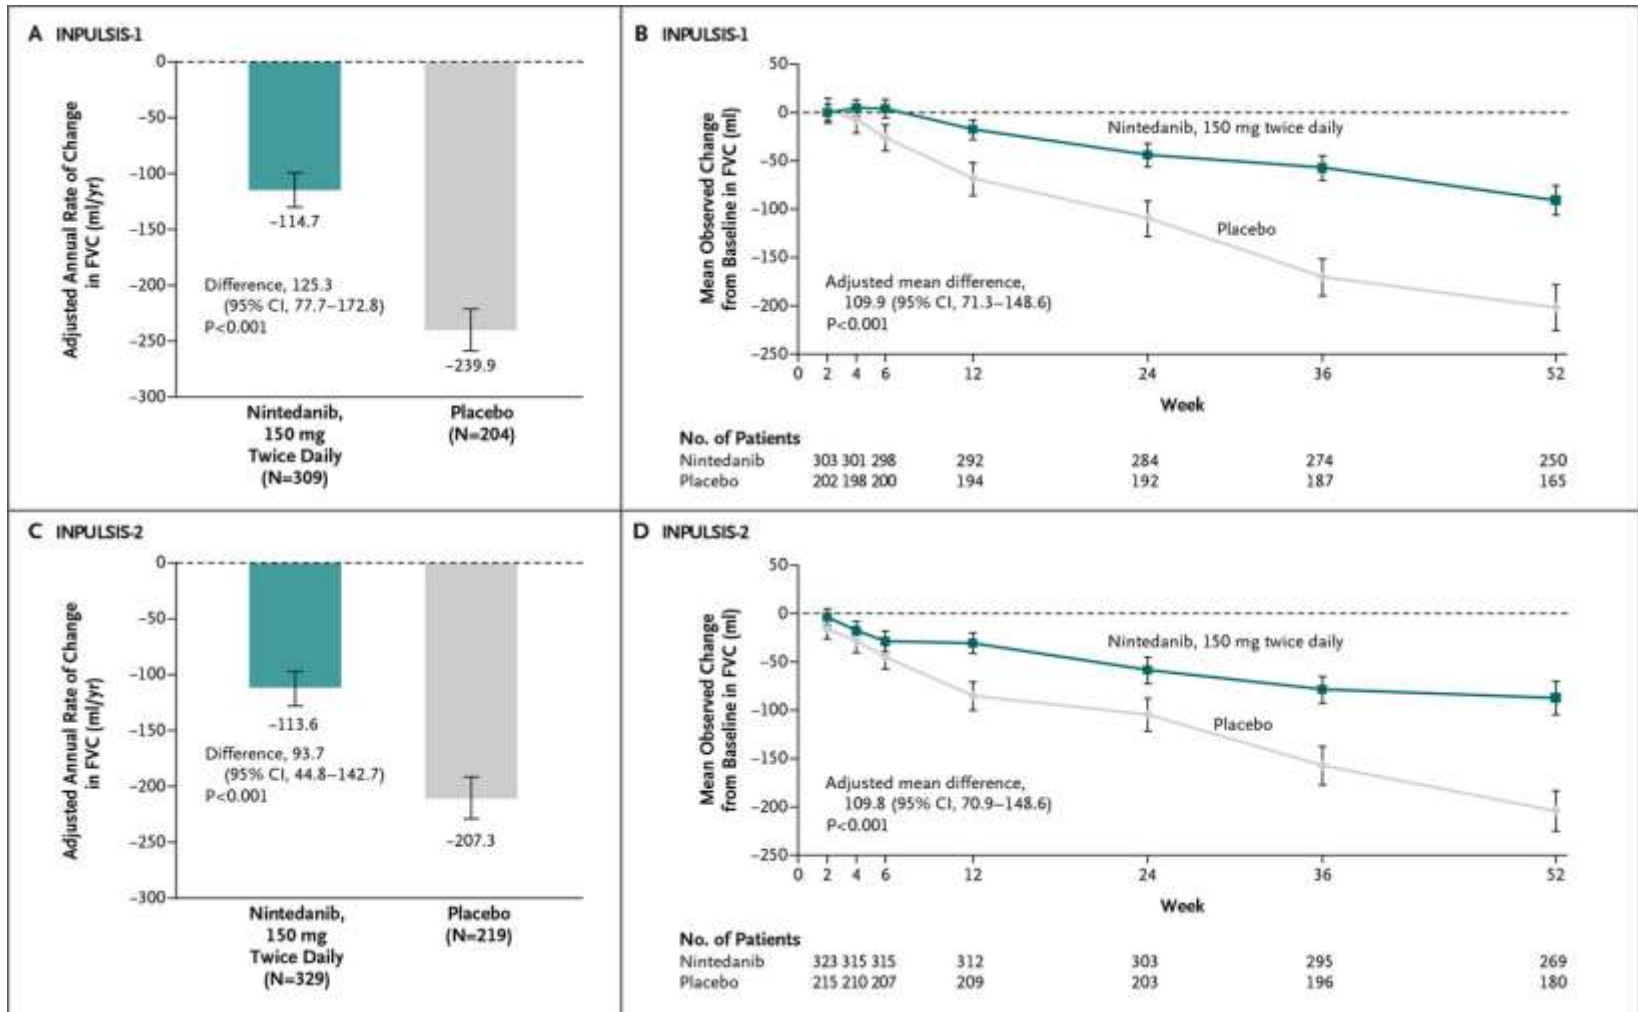 A INPULSIS-1
0
-50
-100
-150
-200
-250
-300
Adjusted Annual Rate of Change
in FVC (ml/yr)
-114.7
-239.9
Difference, 125.3
(95% CI, 77.7–172.8)
P<0.001
Nintedanib,
150 mg
Twice Daily
(N=309)
Placebo
(N=204)
B INPULSIS-1
50
0
-50
-100
-150
-200
-250
Mean Observed Change
from Baseline in FVC (ml)
Nintedanib, 150 mg twice daily
Placebo
Adjusted mean difference,
109.9 (95% CI, 71.3–148.6)
P<0.001
0 2 4 6 12 24 36 52
Week
No. of Patients
Nintedanib 303 301 298 292 284 274 250
Placebo 202 198 200 194 192 187 165
C INPULSIS-2
0
-50
-100
-150
-200
-250
-300
Adjusted Annual Rate of Change
in FVC (ml/yr)
-113.6
-207.3
Difference, 93.7
(95% CI, 44.8–142.7)
P<0.001
Nintedanib,
150 mg
Twice Daily
(N=329)
Placebo
(N=219)
D INPULSIS-2
50
0
-50
-100
-150
-200
-250
Mean Observed Change
from Baseline in FVC (ml)
Nintedanib, 150 mg twice daily
Placebo
Adjusted mean difference,
109.8 (95% CI, 70.9–148.6)
P<0.001
0 2 4 6 12 24 36 52
Week
No. of Patients
Nintedanib 323 315 315 312 303 295 269
Placebo 215 210 207 209 203 196 180